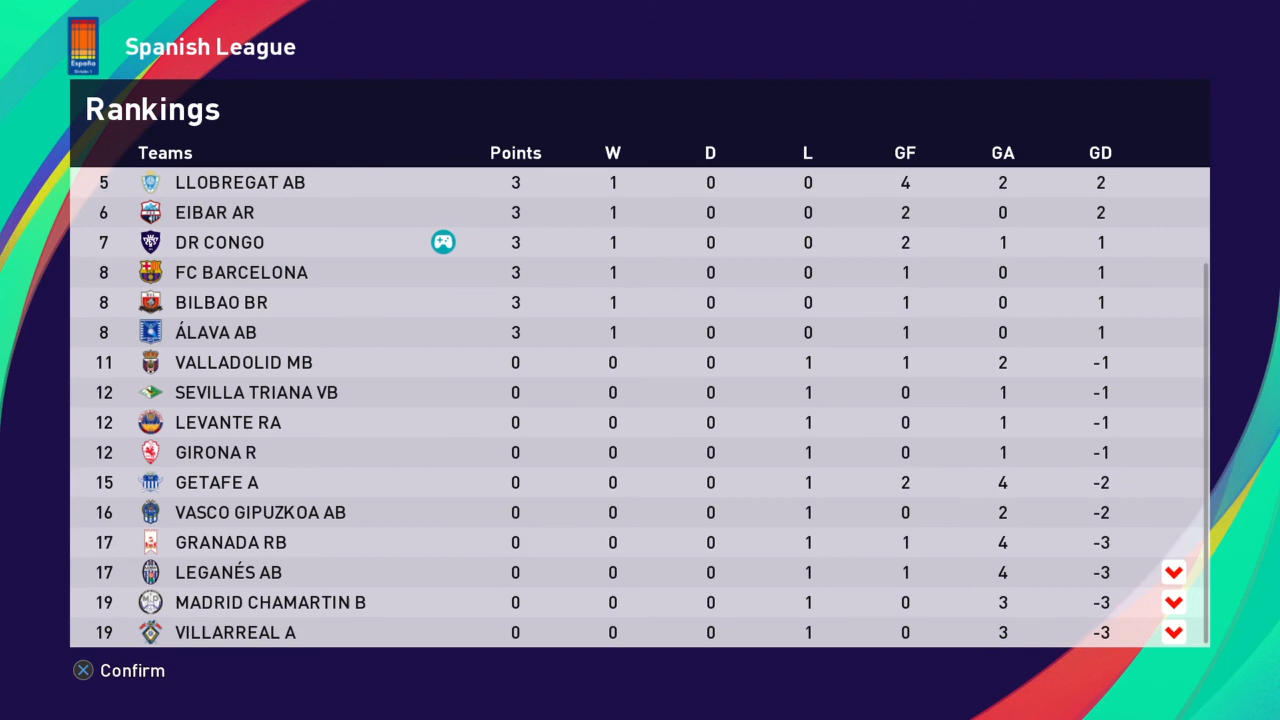 España
División 1
Spanish League
Rankings
Teams Points W D L GF GA GD
5 LLOBREGAT AB 3 1 0 0 4 2 2
6 EIBAR AR 3 1 0 0 2 0 2
7 DR CONGO 3 1 0 0 2 1 1
8 FC BARCELONA 3 1 0 0 1 0 1
8 BILBAO BR 3 1 0 0 1 0 1
8 ÁLAVA AB 3 1 0 0 1 0 1
11 VALLADOLID MB 0 0 0 1 1 2 -1
12 SEVILLA TRIANA VB 0 0 0 1 0 1 -1
12 LEVANTE RA 0 0 0 1 0 1 -1
12 GIRONA R 0 0 0 1 0 1 -1
15 GETAFE A 0 0 0 1 2 4 -2
16 VASCO GIPUZKOA AB 0 0 0 1 0 2 -2
17 GRANADA RB 0 0 0 1 1 4 -3
17 LEGANÉS AB 0 0 0 1 1 4 -3
19 MADRID CHAMARTIN B 0 0 0 1 0 3 -3
19 VILLARREAL A 0 0 0 1 0 3 -3
Confirm